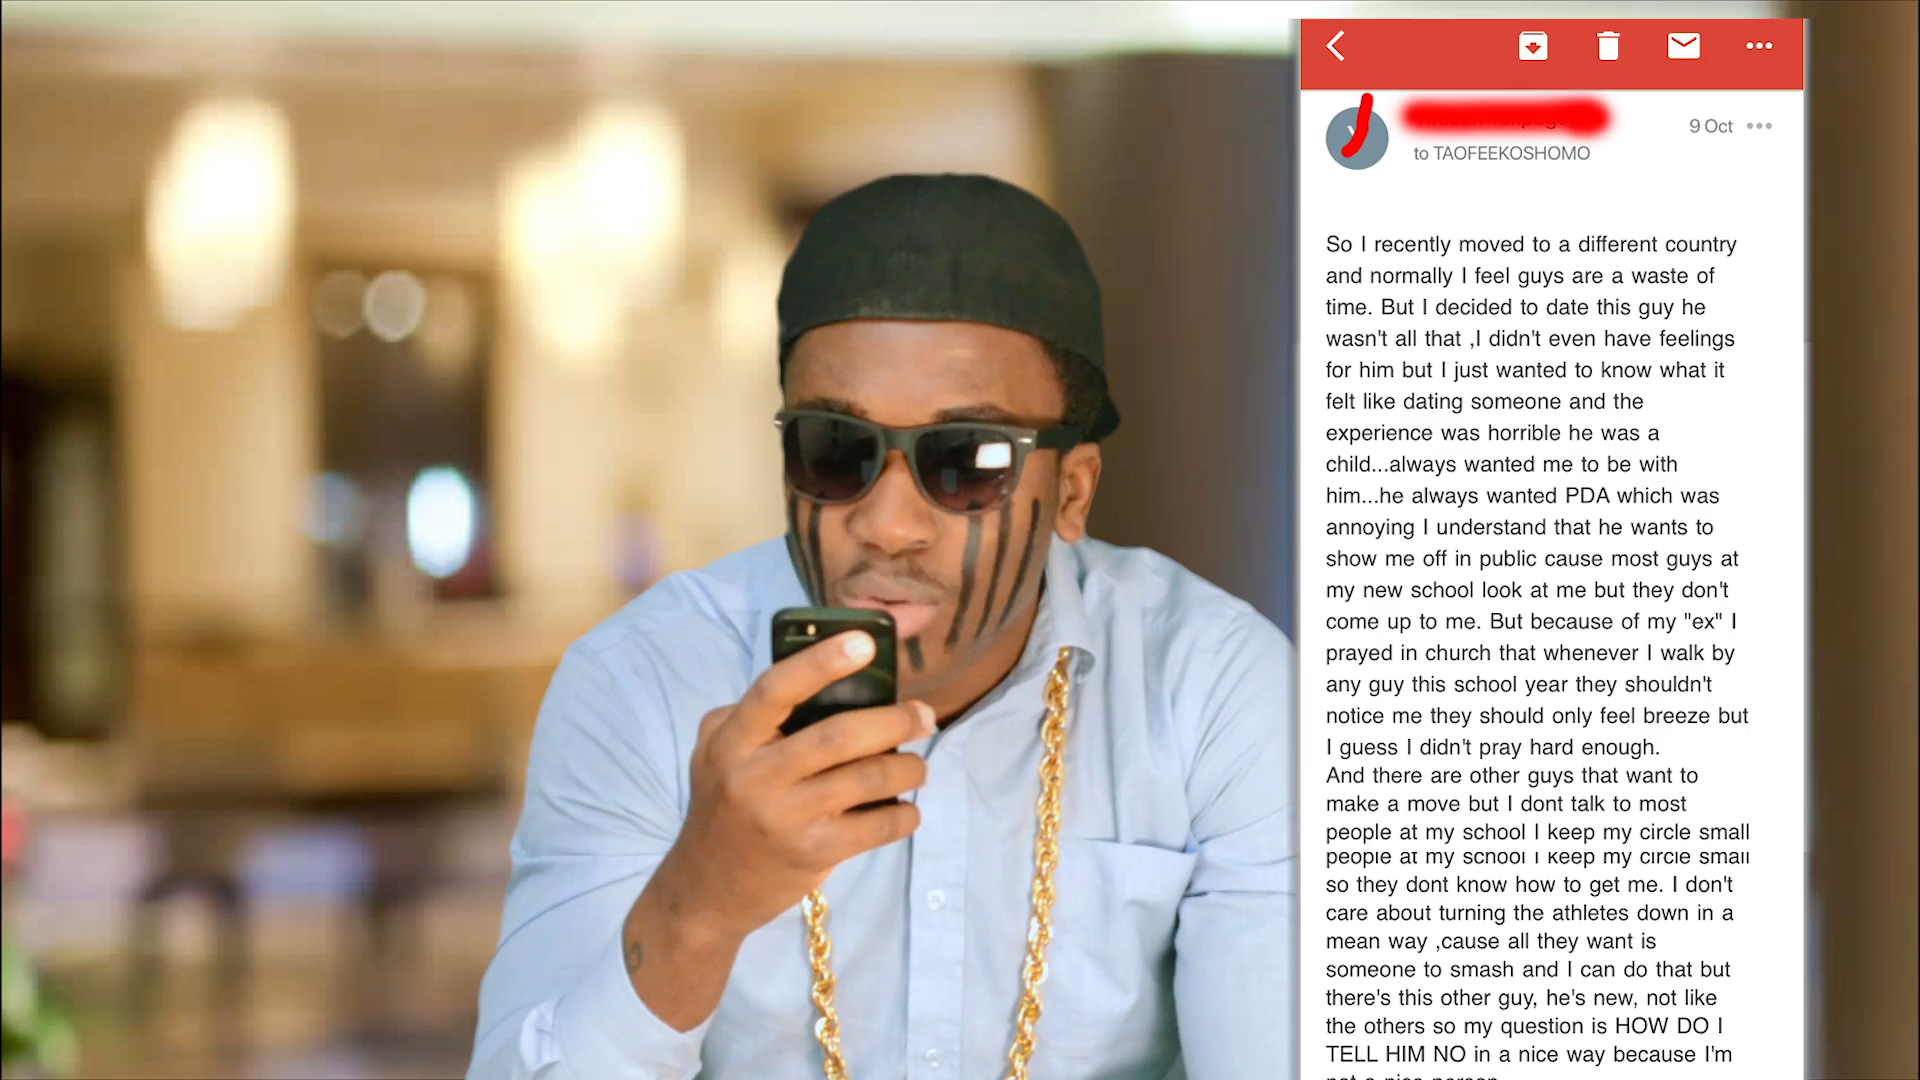 9 Oct
to TAOFEEKOSHOMO
So I recently moved to a different country
and normally I feel guys are a waste of
time. But I decided to date this guy he
wasn't all that ,I didn't even have feelings
for him but I just wanted to know what it
felt like dating someone and the
experience was horrible he was a
child...always wanted me to be with
him...he always wanted PDA which was
annoying I understand that he wants to
show me off in public cause most guys at
my new school look at me but they don't
come up to me. But because of my "ex" I
prayed in church that whenever I walk by
any guy this school year they shouldn't
notice me they should only feel breeze but
I guess I didn't pray hard enough.
And there are other guys that want to
make a move but I dont talk to most
people at my school I keep my circle small
people at my school I keep my circle small
so they dont know how to get me. I don't
care about turning the athletes down in a
mean way ,cause all they want is
someone to smash and I can do that but
there's this other guy, he's new, not like
the others so my question is HOW DO I
TELL HIM NO in a nice way because I'm
not a nice person